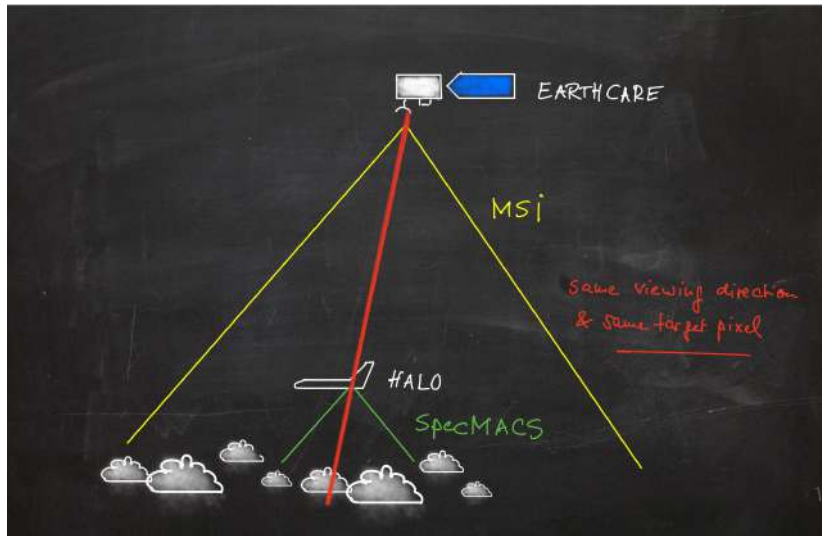 EARTHCARE
MSi
same viewing direction
& same target pixel
HALO
SpecMACS